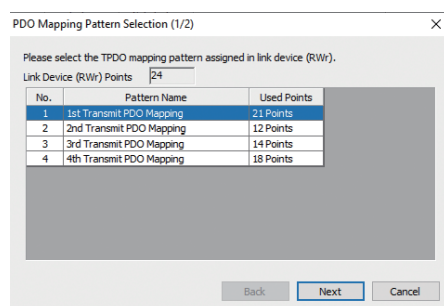 PDO Mapping Pattern Selection (1/2)
Please select the TPDO mapping pattern assigned in link device (RWr).
Link Device (RWr) Points 24
No. Pattern Name Used Points
1 1st Transmit PDO Mapping 21 Points
2 2nd Transmit PDO Mapping 12 Points
3 3rd Transmit PDO Mapping 14 Points
4 4th Transmit PDO Mapping 18 Points
Back Next Cancel